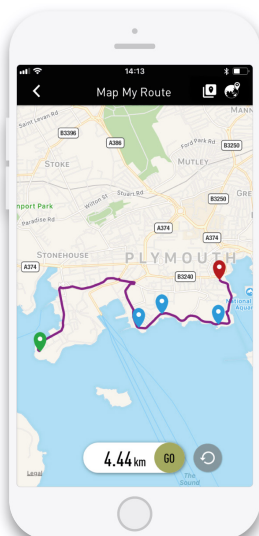 14:13
Map My Route
Saint Levan Rd
B3396
A386
Ford Park Rd
MANN
B3250
STOKE
MUTLEY
Wilton St
Stuart Rd
B3250
GRE
nport Park
Paradise Rd
A374
A374
STONEHOUSE
A374
PLYMOUTH
B3240
National
Aqua
4.44 km GO
Legal
The
Sound